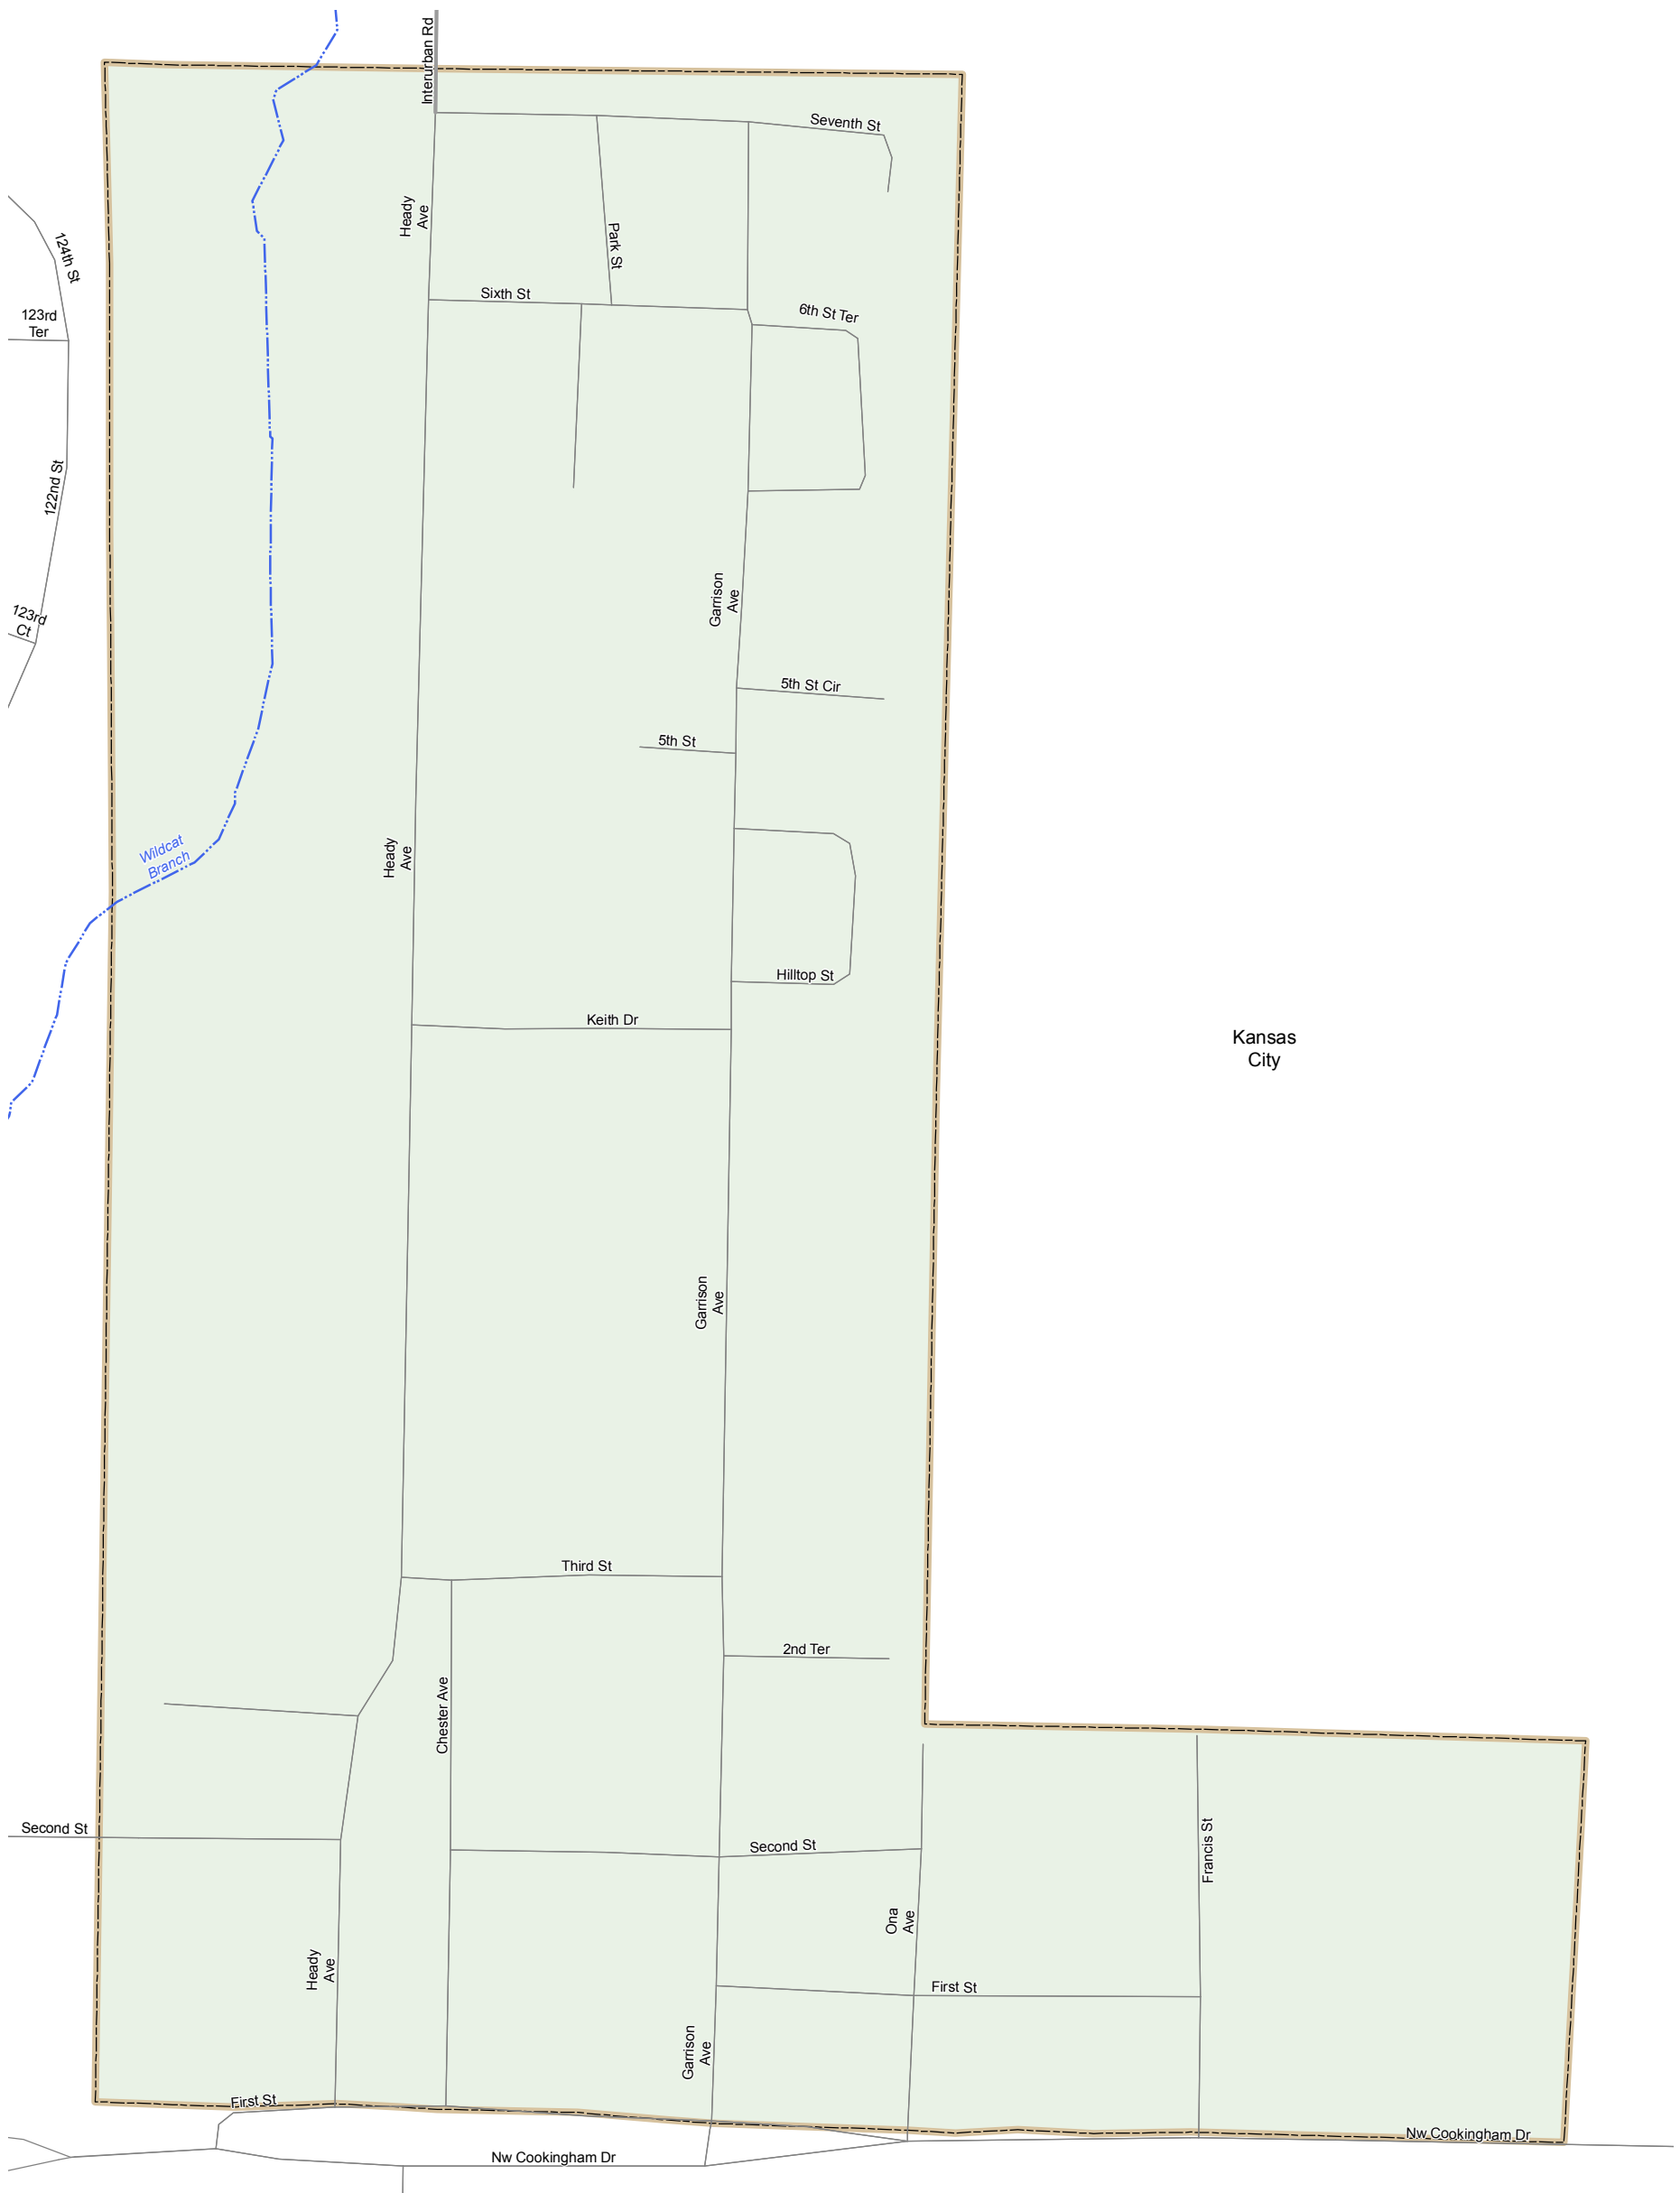 Interurban Rd
Seventh St
Heady
Ave
Park St
124th St
Sixth St
6th St Ter
123rd
Ter
122nd St
Garrison
Ave
123rd
Ct
5th St Cir
5th St
Wildcat
Branch
Heady
Ave
Hilltop St
Keith Dr
Kansas
City
Garrison
Ave
Third St
2nd Ter
Chester Ave
Second St
Second St
Francis St
Ona
Ave
Heady
Ave
First St
Garrison
Ave
First St
Nw Cookingham Dr
Nw Cookingham Dr